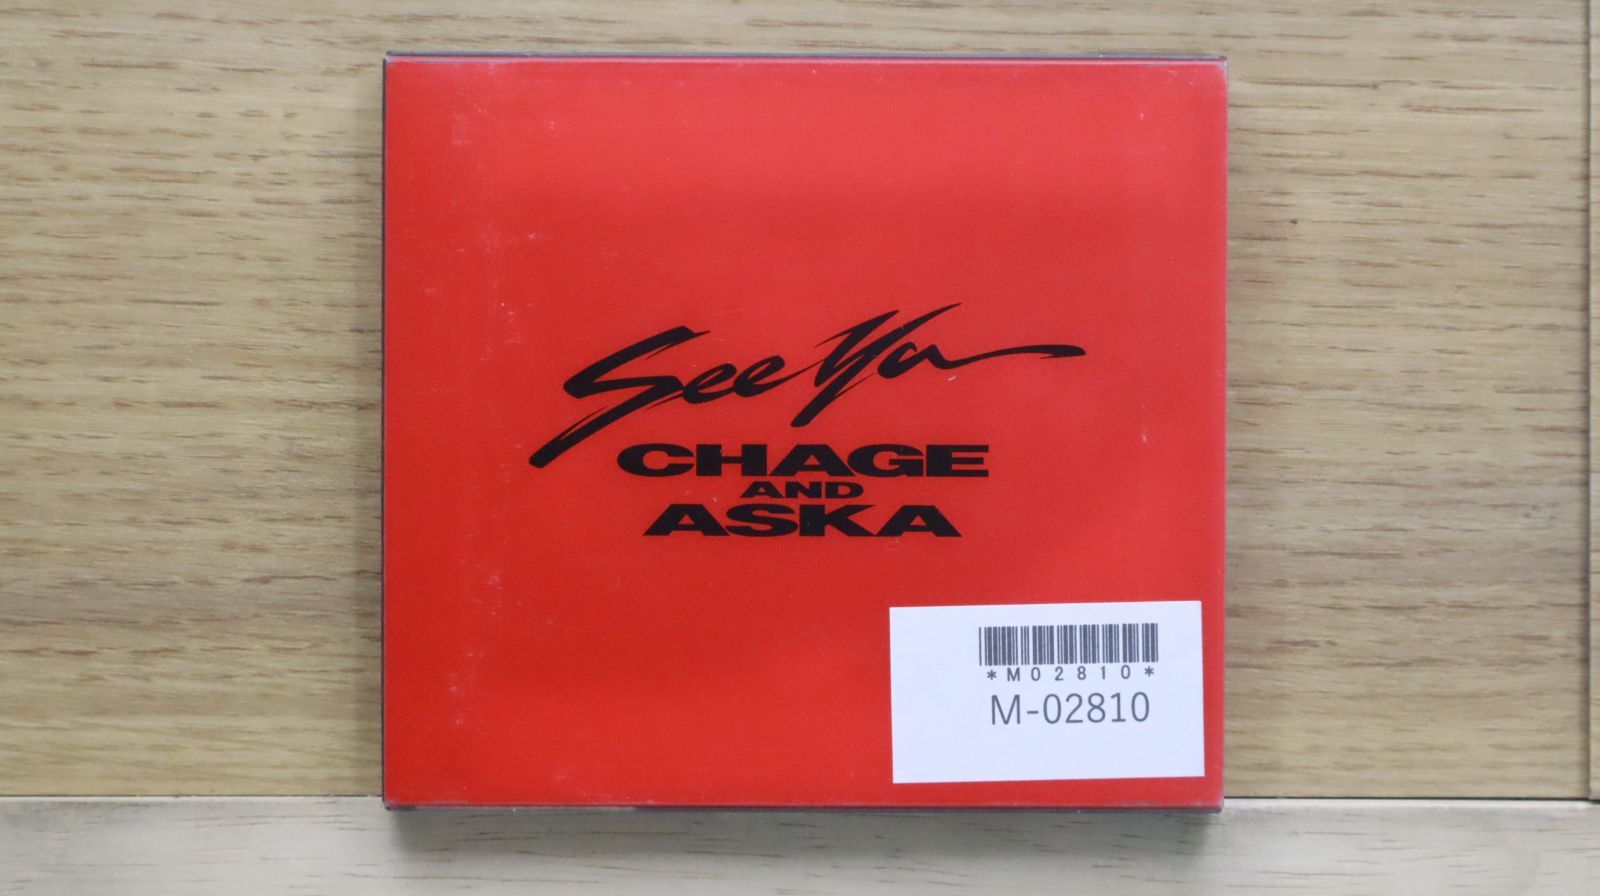 See Ya
CHAGE
AND
ASKA
*M02810*
M-02810